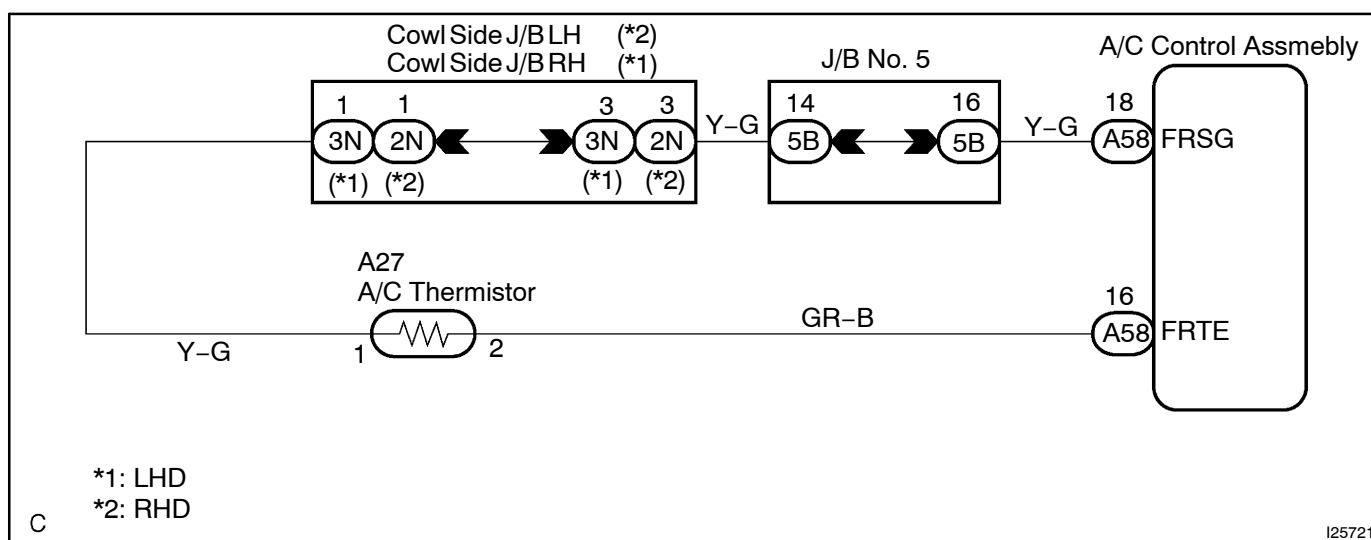 Cowl Side J/B LH (*2)
Cowl Side J/B RH (*1)
J/B No. 5
A/C Control Assmebly
1 1 3 3
14 16 18
3N 2N 3N 2N
Y-G
5B 5B
Y-G
A58 FRSG
(*1) (*2) (*1) (*2)
A27
A/C Thermistor
16
Y-G
1 2
GR-B
A58 FRTE
*1: LHD
*2: RHD
C
I25721